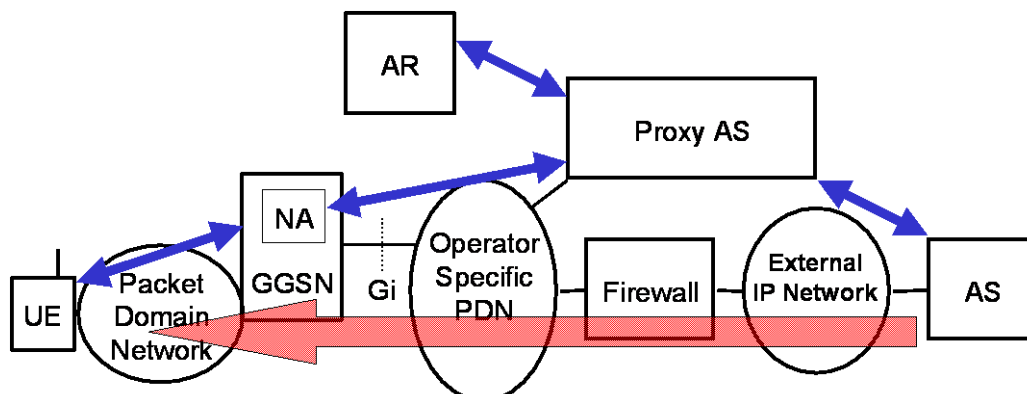 AR
Proxy AS
NA
GGSN
Gi
Operator
Specific
PDN
Firewall
External
IP Network
AS
UE
Packet
Domain
Network